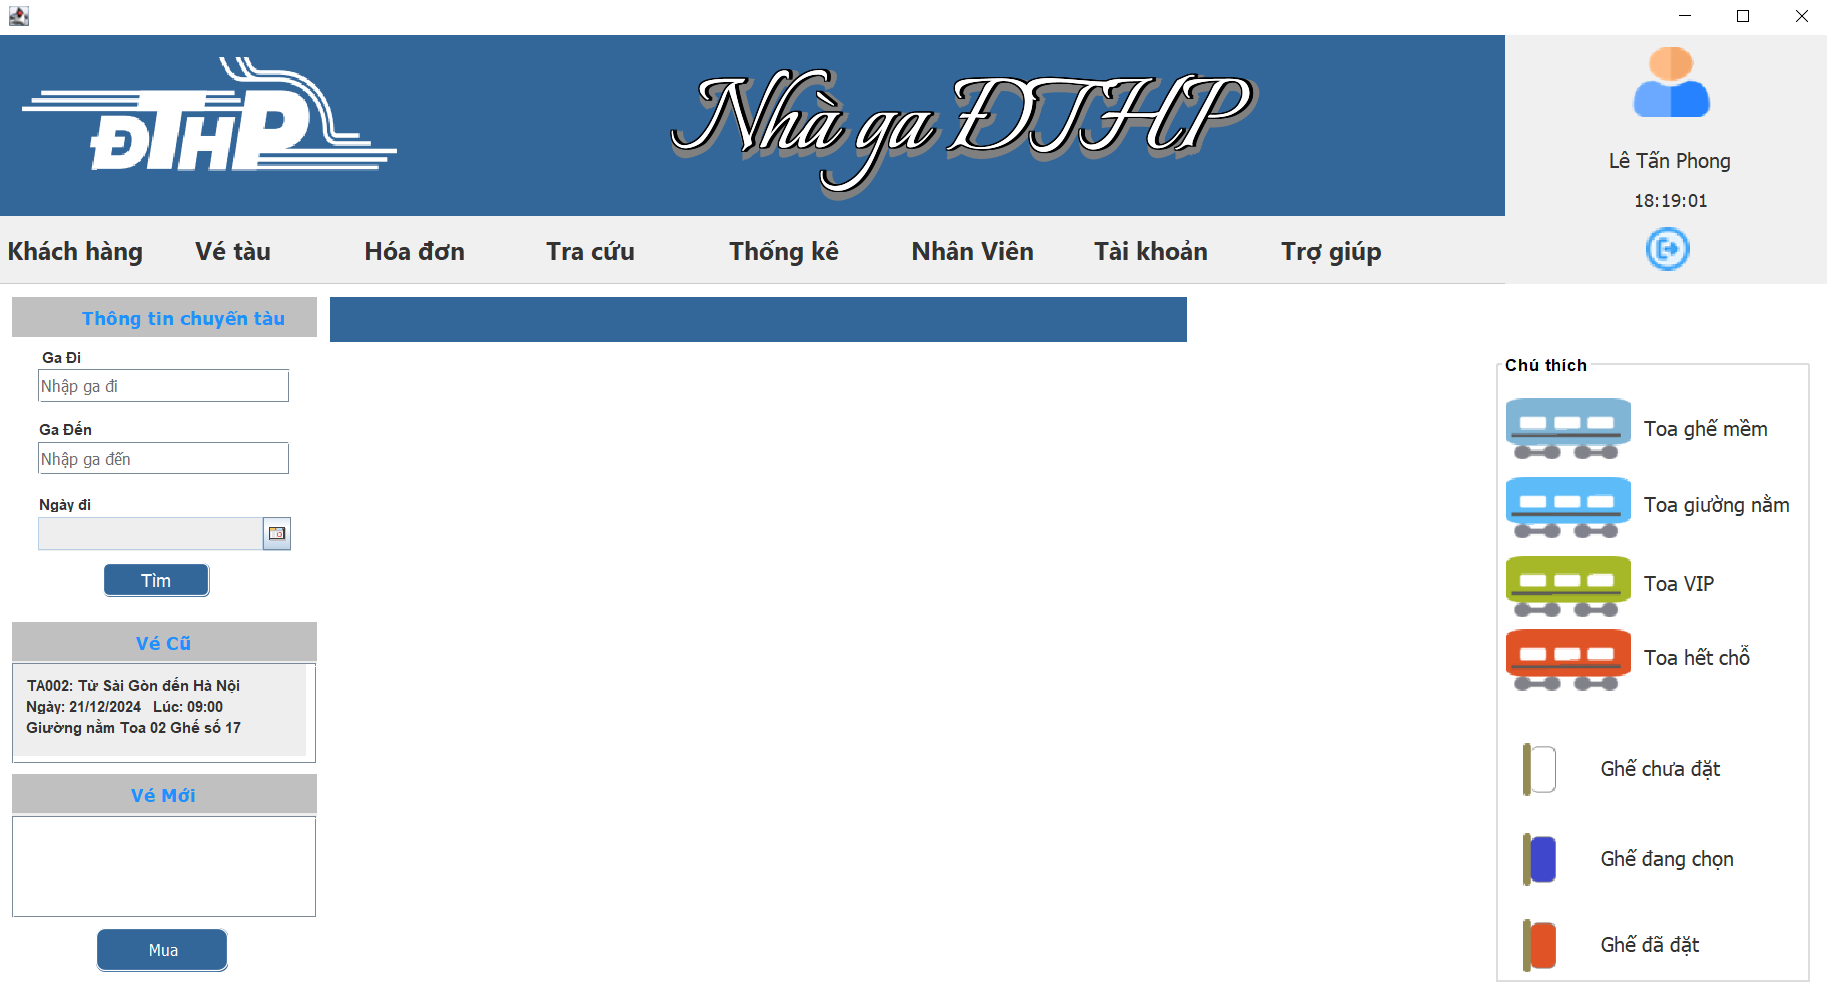 ĐTHP
Nhà ga ĐTHP
Lê Tấn Phong
18:19:01
Khách hàng
Vé tàu
Hóa đơn
Tra cứu
Thống kê
Nhân Viên
Tài khoản
Trợ giúp
Thông tin chuyến tàu
Ga Đi
Nhập ga đi
Ga Đến
Nhập ga đến
Ngày đi
Tìm
Vé Cũ
TA002: Từ Sài Gòn đến Hà Nội
Ngày: 21/12/2024 Lúc: 09:00
Giường nằm Toa 02 Ghế số 17
Vé Mới
Mua
Chú thích
Toa ghế mềm
Toa giường nằm
Toa VIP
Toa hết chỗ
Ghế chưa đặt
Ghế đang chọn
Ghế đã đặt